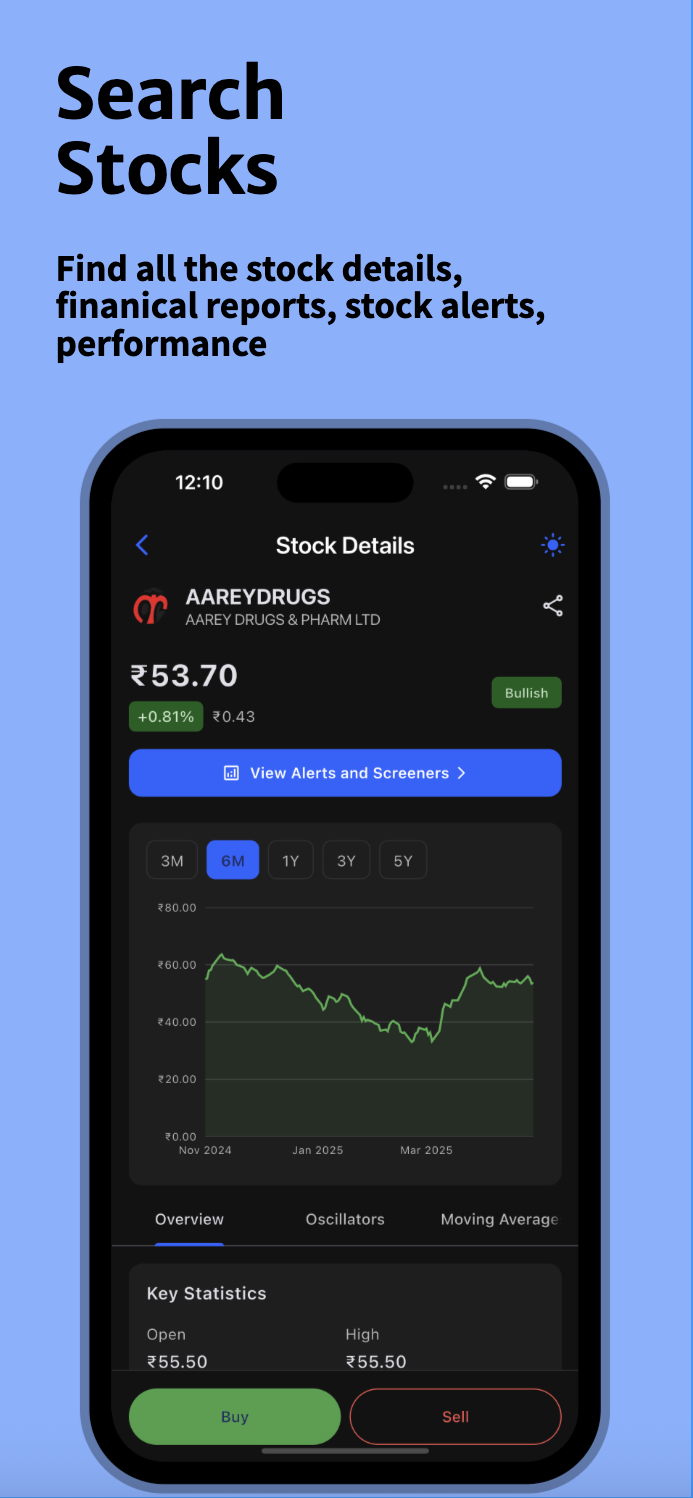 Search
Stocks
Find all the stock details,
finanical reports, stock alerts,
performance
12:10
Stock Details
AAREYDRUGS
AAREY DRUGS & PHARM LTD
₹53.70
Bullish
+0.81% ₹0.43
View Alerts and Screeners
3M 6M 1Y 3Y 5Y
₹80.00
₹60.00
₹40.00
₹20.00
₹0.00
Nov 2024 Jan 2025 Mar 2025
Overview Oscillators Moving Average
Key Statistics
Open High
₹55.50 ₹55.50
Buy Sell